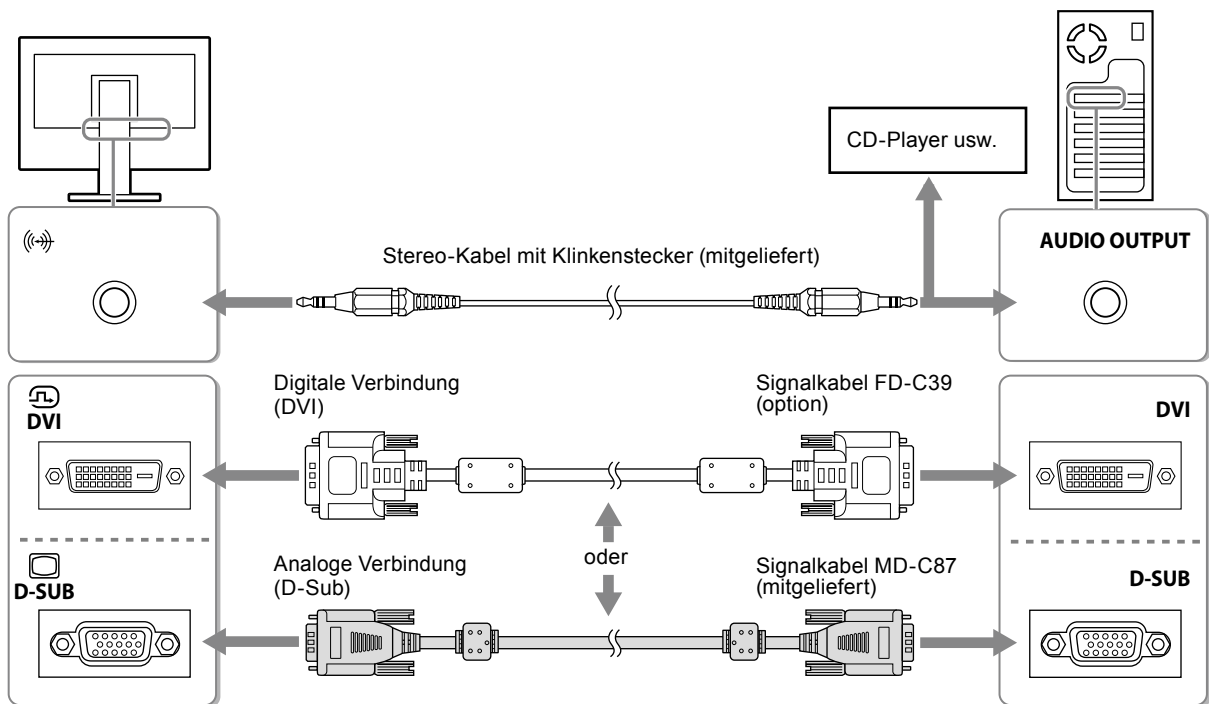 CD-Player usw.
AUDIO OUTPUT
Stereo-Kabel mit Klinkenstecker (mitgeliefert)
DVI
Digitale Verbindung
(DVI)
Signalkabel FD-C39
(option)
DVI
oder
D-SUB
Analoge Verbindung
(D-Sub)
Signalkabel MD-C87
(mitgeliefert)
D-SUB